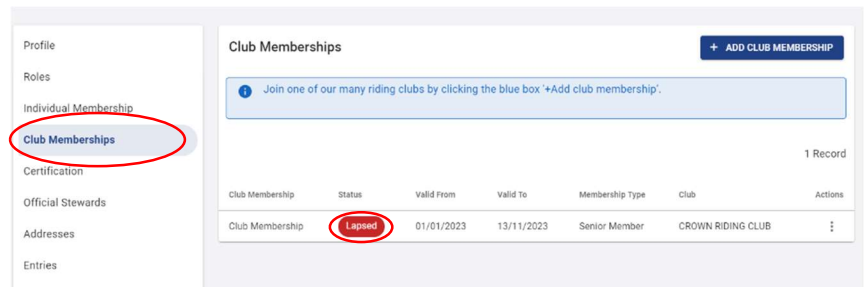 Profile
Roles
Individual Membership
Club Memberships
Certification
Official Stewards
Addresses
Entries
Club Memberships
+ ADD CLUB MEMBERSHIP
Join one of our many riding clubs by clicking the blue box '+Add club membership'.
1 Record
Club Membership Status Valid From Valid To Membership Type Club Actions
Club Membership Lapsed 01/01/2023 13/11/2023 Senior Member CROWN RIDING CLUB